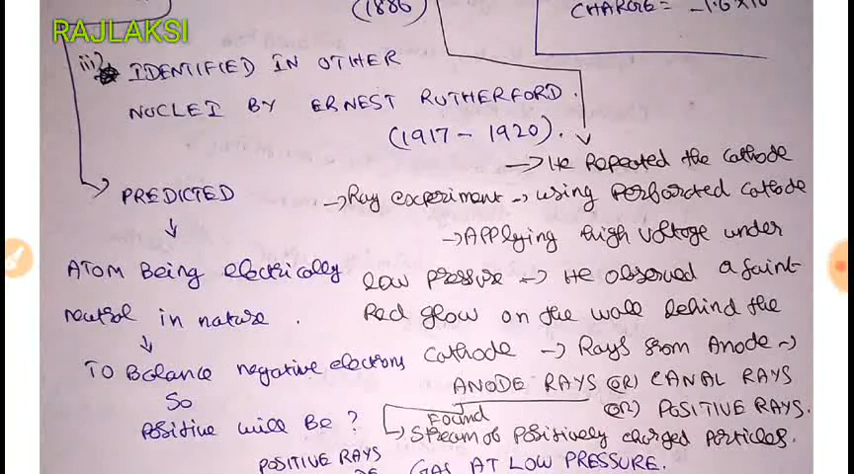 (1886)
CHARGE = -1.6×10
RAJLAKSI
iii) IDENTIFIED IN OTHER
NUCLEI BY ERNEST RUTHERFORD.
(1917 - 1920).
PREDICTED
↓
ATOM Being electrically
neutral in nature.
↓
TO Balance negative electrons
So
Positive will Be ?
→ He Repeated the cathode
→ Ray experiment → using Perforcted catode
→ Applying high voltage under
low pressure → He observed a faint
Red glow on the wall behind the
cathode → Rays from Anode →
ANODE RAYS (OR) CANAL RAYS
(OR) POSITIVE RAYS.
Found
→ Stream of Positively charged Particles.
POSITIVE RAYS
GAS AT LOW PRESSURE.